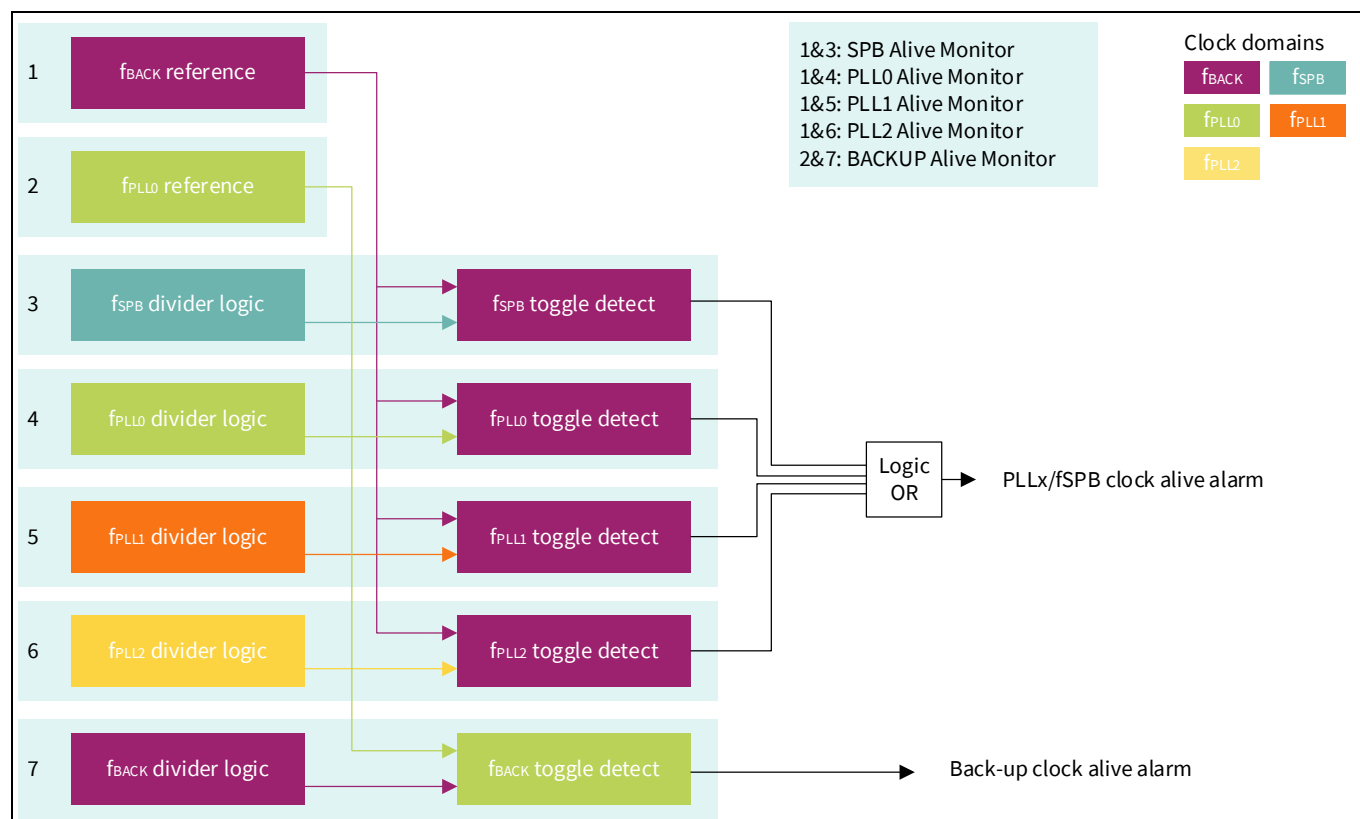 1
fBACK reference
2
fPLL0 reference
3
fSPB divider logic
fSPB toggle detect
4
fPLL0 divider logic
fPLL0 toggle detect
5
fPLL1 divider logic
fPLL1 toggle detect
6
fPLL2 divider logic
fPLL2 toggle detect
7
fBACK divider logic
fBACK toggle detect
1&3: SPB Alive Monitor
1&4: PLL0 Alive Monitor
1&5: PLL1 Alive Monitor
1&6: PLL2 Alive Monitor
2&7: BACKUP Alive Monitor
Clock domains
fBACK
fSPB
fPLL0
fPLL1
fPLL2
Logic
OR
PLLx/fSPB clock alive alarm
Back-up clock alive alarm